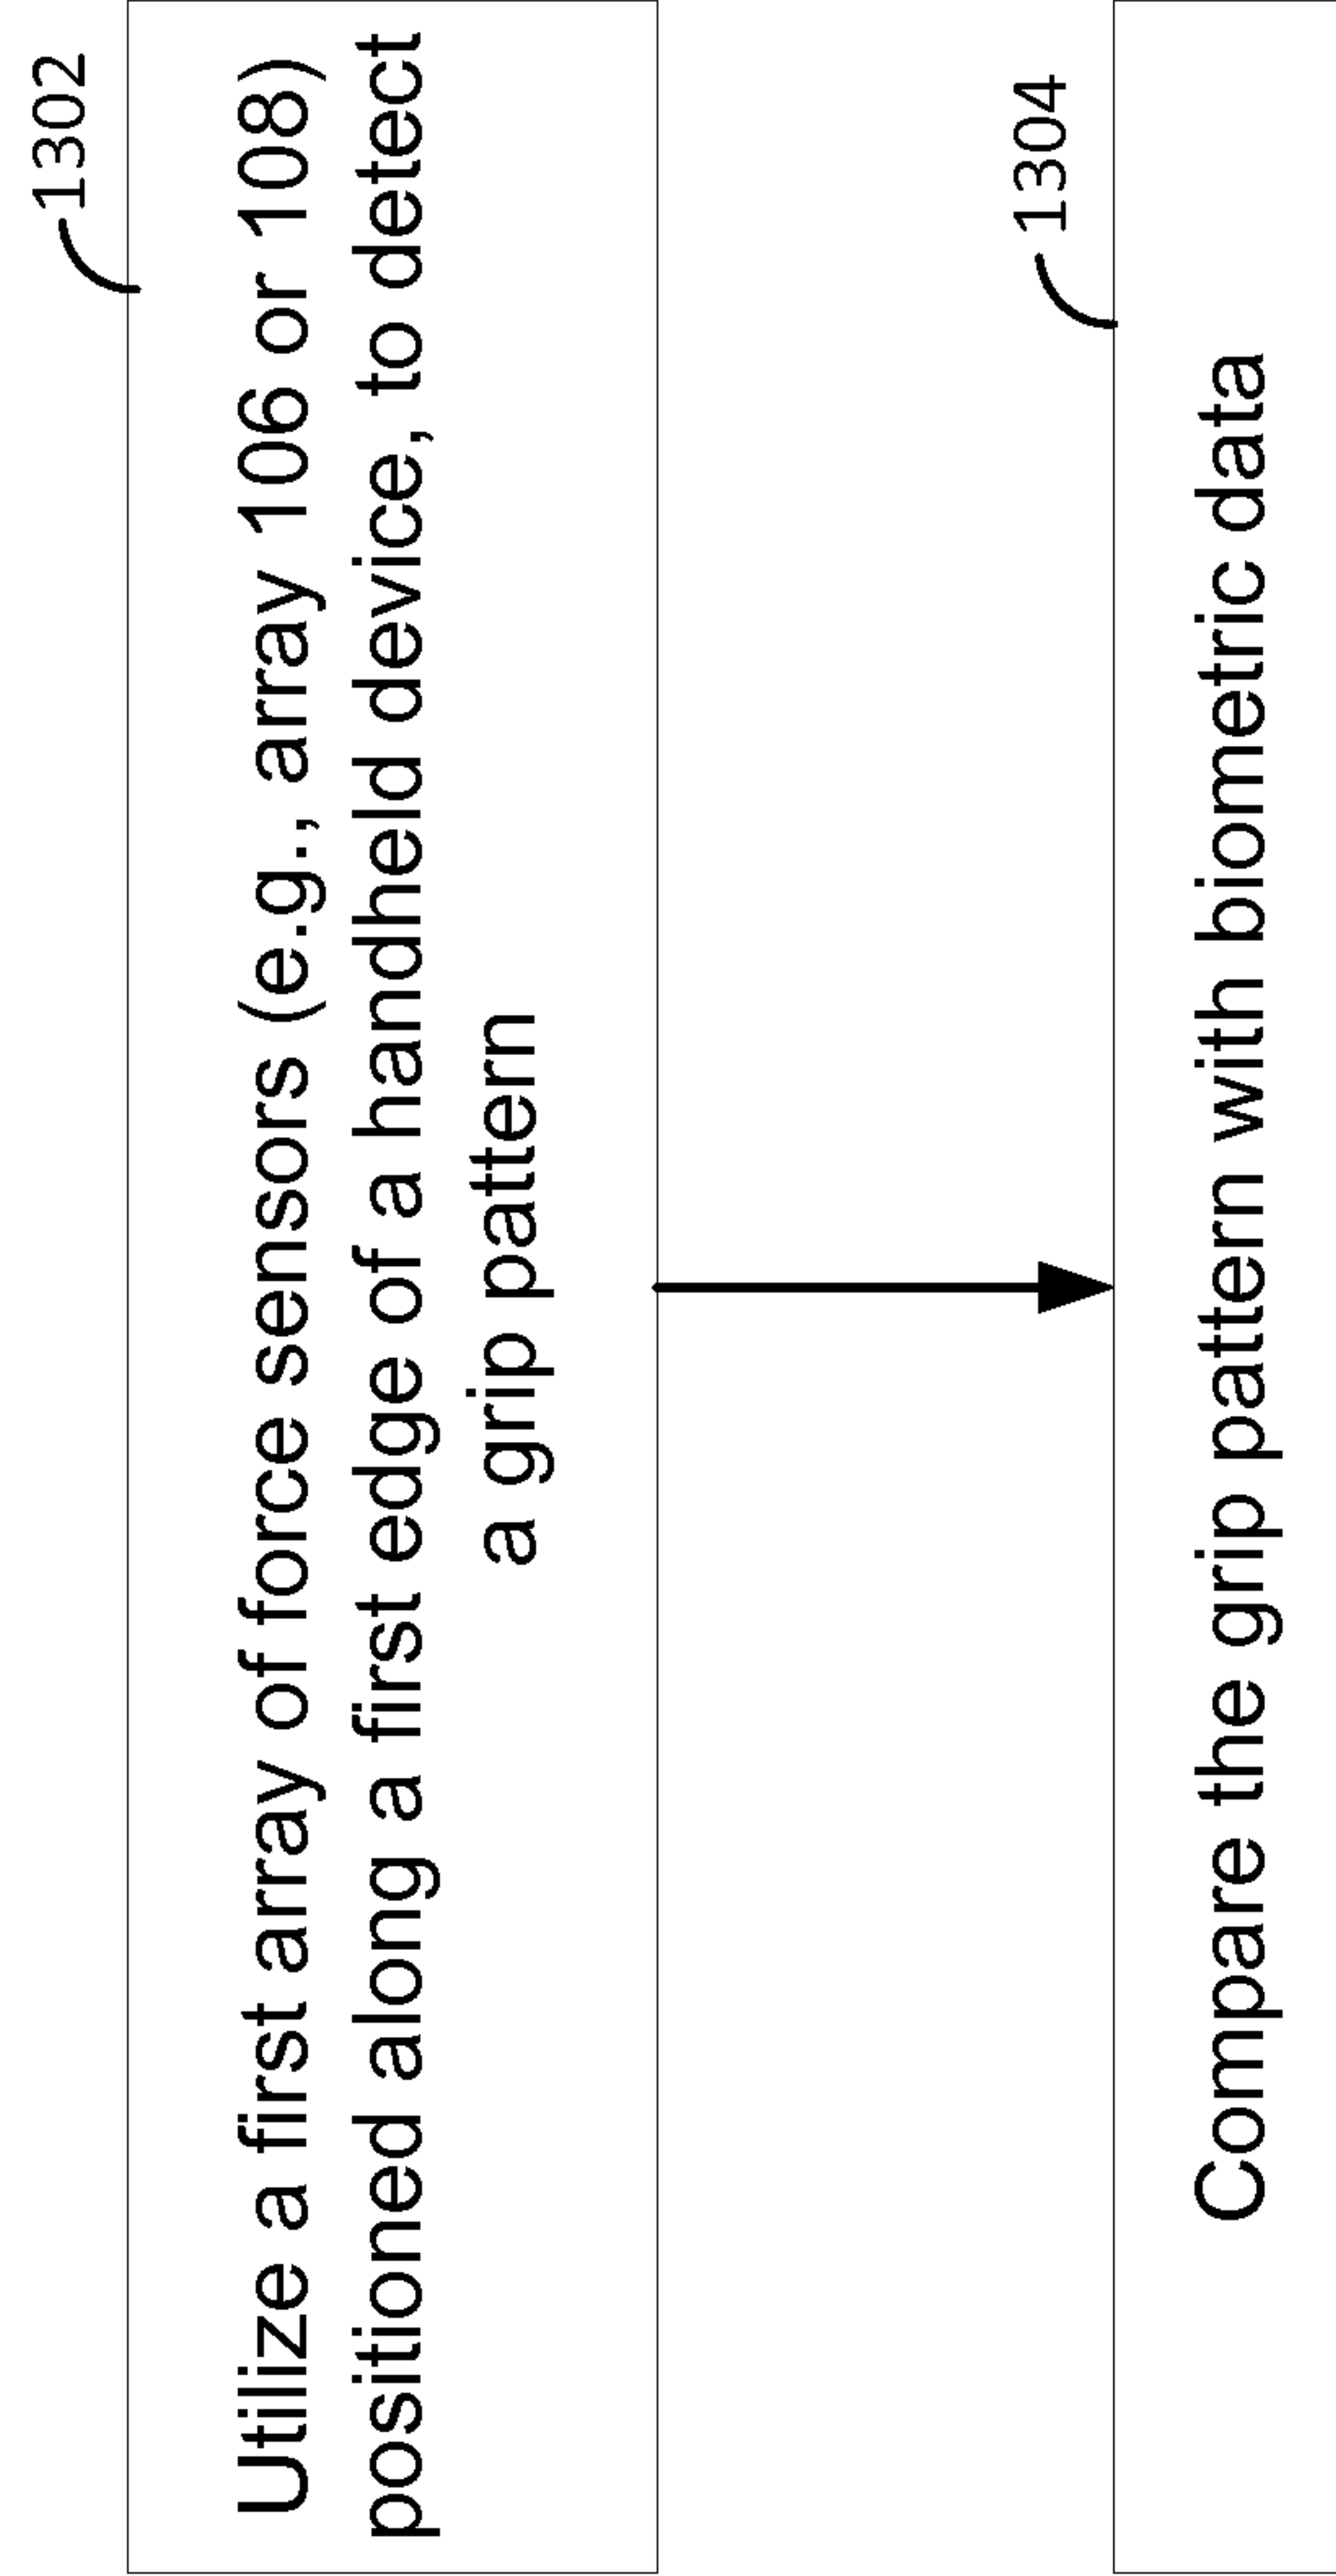 1302
Utilize a first array of force sensors (e.g., array 106 or 108)
positioned along a first edge of a handheld device, to detect
a grip pattern
1304
Compare the grip pattern with biometric data